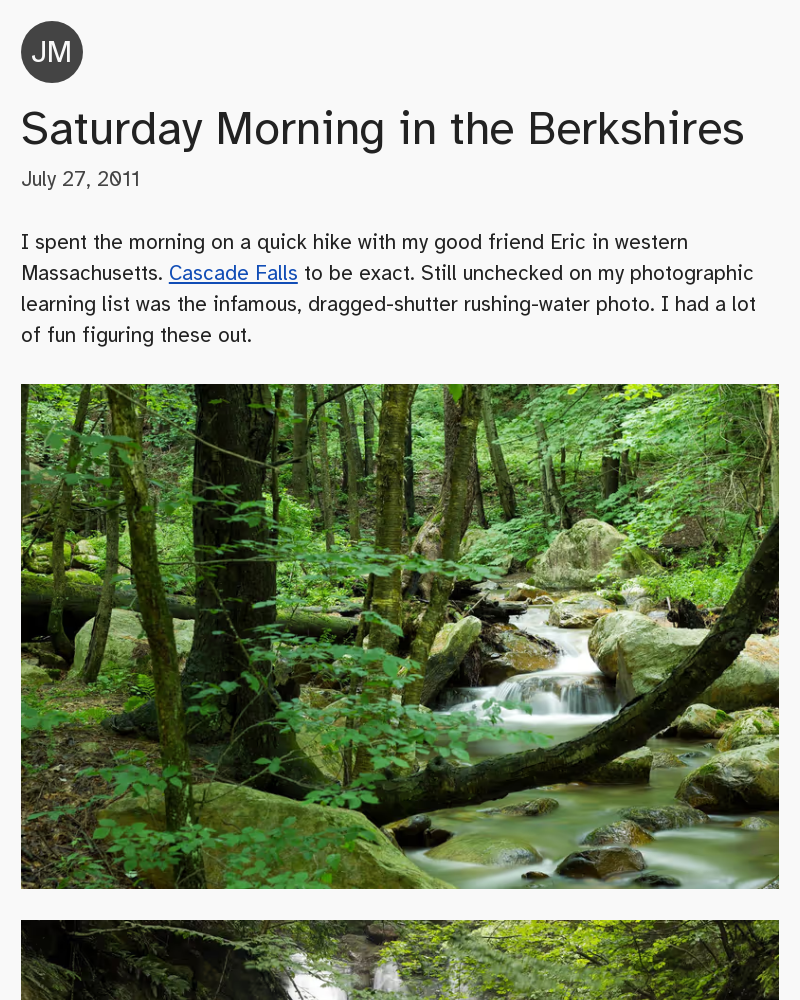 JM
Saturday Morning in the Berkshires
July 27, 2011
I spent the morning on a quick hike with my good friend Eric in western
Massachusetts. Cascade Falls to be exact. Still unchecked on my photographic
learning list was the infamous, dragged-shutter rushing-water photo. I had a lot
of fun figuring these out.